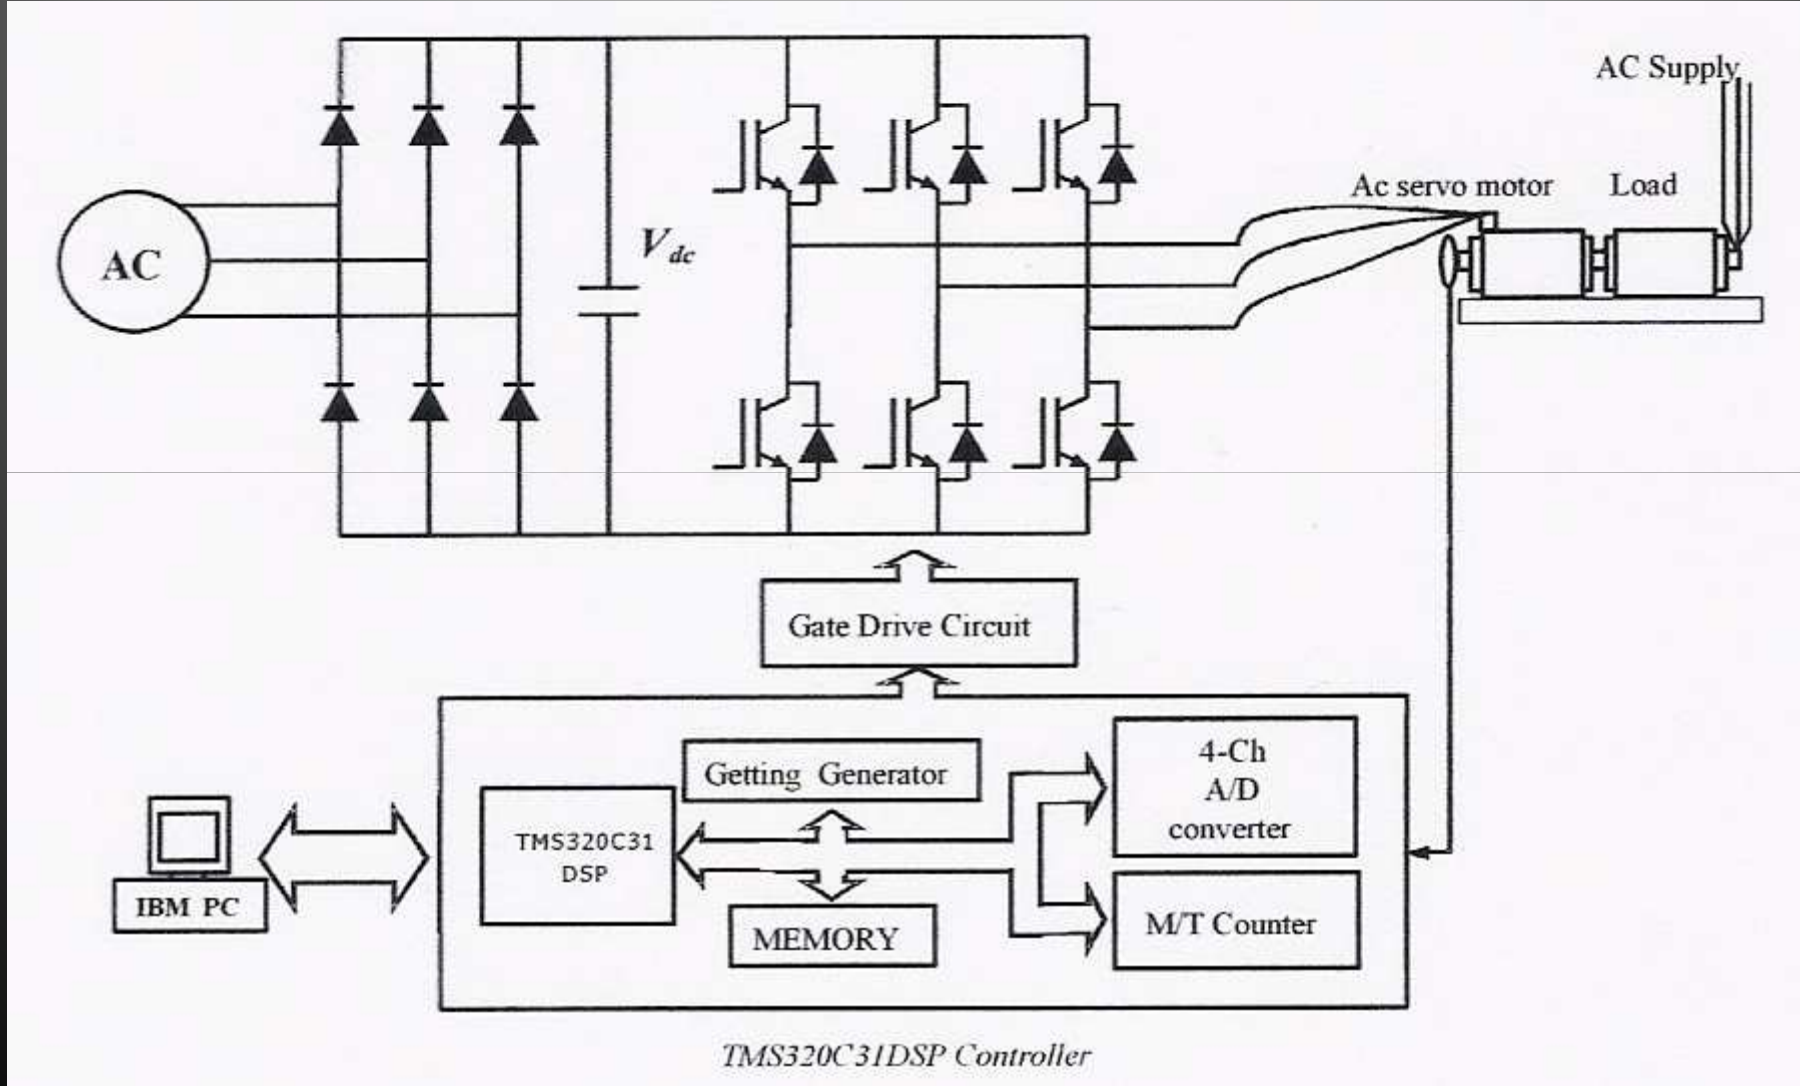 AC Supply
Ac servo motor
Load
AC
Vdc
Gate Drive Circuit
Getting Generator
4-Ch
A/D
converter
TMS320C31
DSP
IBM PC
MEMORY
M/T Counter
TMS320C31DSP Controller